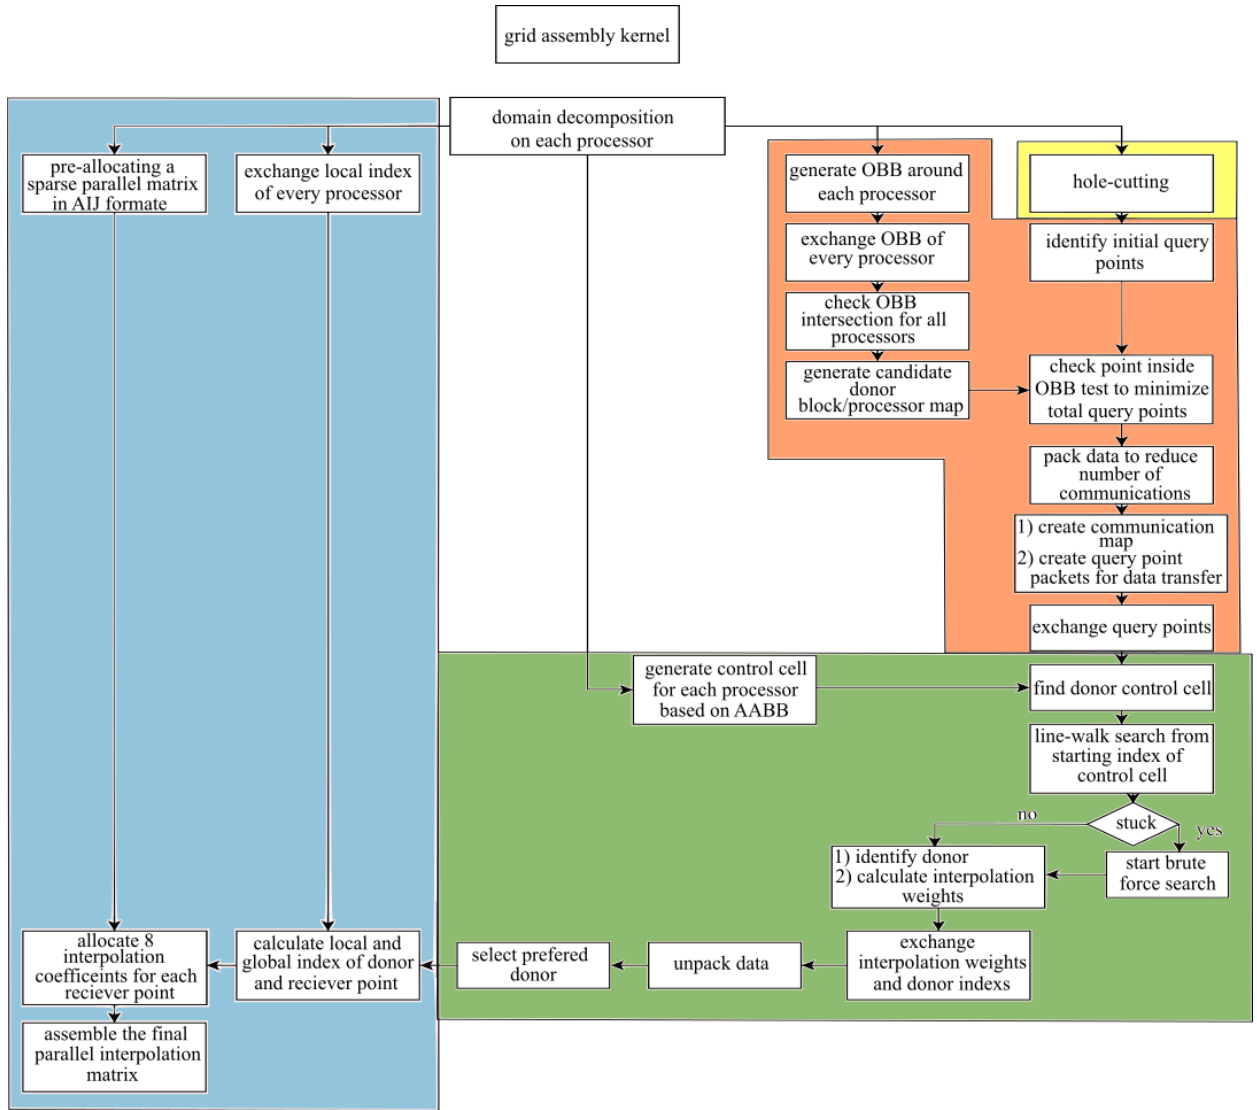 grid assembly kernel
domain decomposition
on each processor
pre-allocating a
sparse parallel matrix
in AIJ formate
exchange local index
of every processor
generate OBB around
each processor
hole-cutting
exchange OBB of
every processor
identify initial query
points
check OBB
intersection for all
processors
generate candidate
donor
block/processor map
check point inside
OBB test to minimize
total query points
pack data to reduce
number of
communications
1) create communication
map
2) create query point
packets for data transfer
exchange query points
generate control cell
for each processor
based on AABB
find donor control cell
line-walk search from
starting index of
control cell
stuck
no
yes
1) identify donor
2) calculate interpolation
weights
start brute
force search
exchange
interpolation weights
and donor indexs
unpack data
select prefered
donor
calculate local and
global index of donor
and reciever point
allocate 8
interpolation
coefficeints for each
reciever point
assemble the final
parallel interpolation
matrix